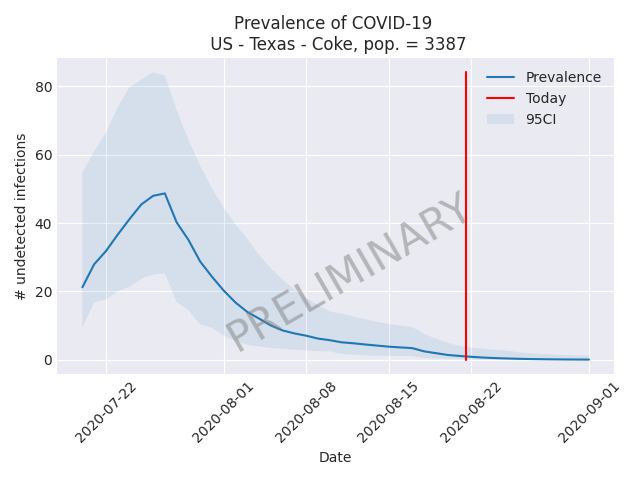 Prevalence of COVID-19
US - Texas - Coke, pop. = 3387
Prevalence
Today
95CI
PRELIMINARY
# undetected infections
80
60
40
20
0
2020-07-22
2020-08-01
2020-08-08
2020-08-15
2020-08-22
2020-09-01
Date